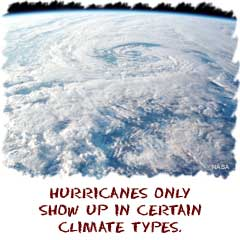 NASA
HURRICANES ONLY
SHOW UP IN CERTAIN
CLIMATE TYPES.